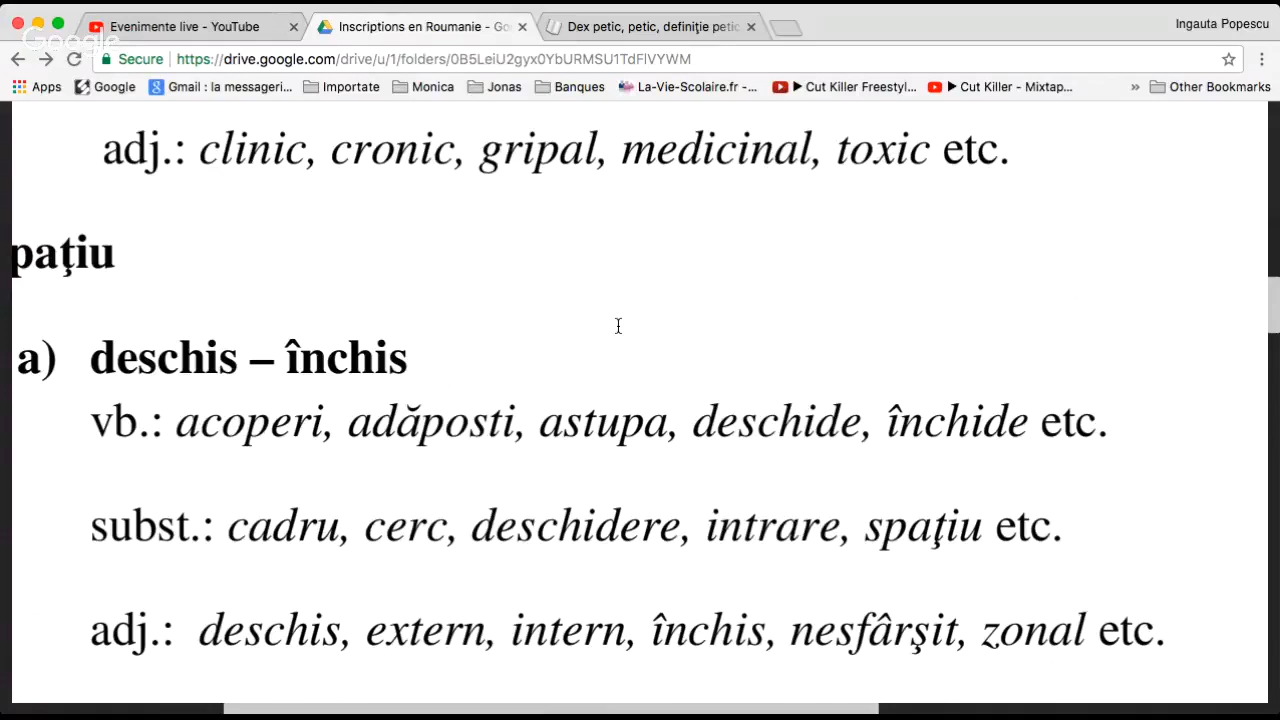 Evenimente live - YouTube
Inscriptions en Roumanie - Go
Dex petic, petic, definiţie petic
Ingauta Popescu
Google
Secure
https://drive.google.com/drive/u/1/folders/0B5LeiU2gyx0YbURMSU1TdFlVYWM
Apps Google Gmail : la messageri... Importate Monica Jonas Banques La-Vie-Scolaire.fr -... ▶ Cut Killer Freestyl... ▶ Cut Killer - Mixtap... » Other Bookmarks
adj.: clinic, cronic, gripal, medicinal, toxic etc.
paţiu
a) deschis – închis
vb.: acoperi, adăposti, astupa, deschide, închide etc.
subst.: cadru, cerc, deschidere, intrare, spaţiu etc.
adj.: deschis, extern, intern, închis, nesfârşit, zonal etc.